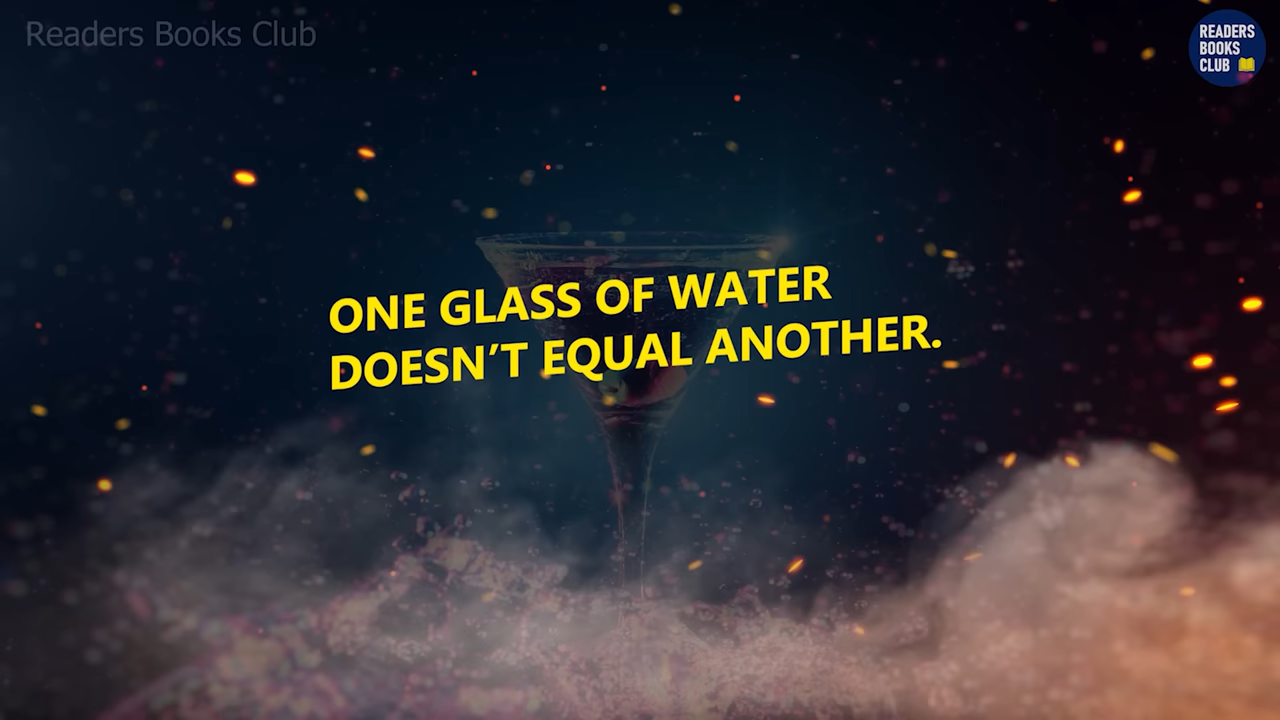 Readers Books Club
READERS
BOOKS
CLUB
ONE GLASS OF WATER
DOESN’T EQUAL ANOTHER.